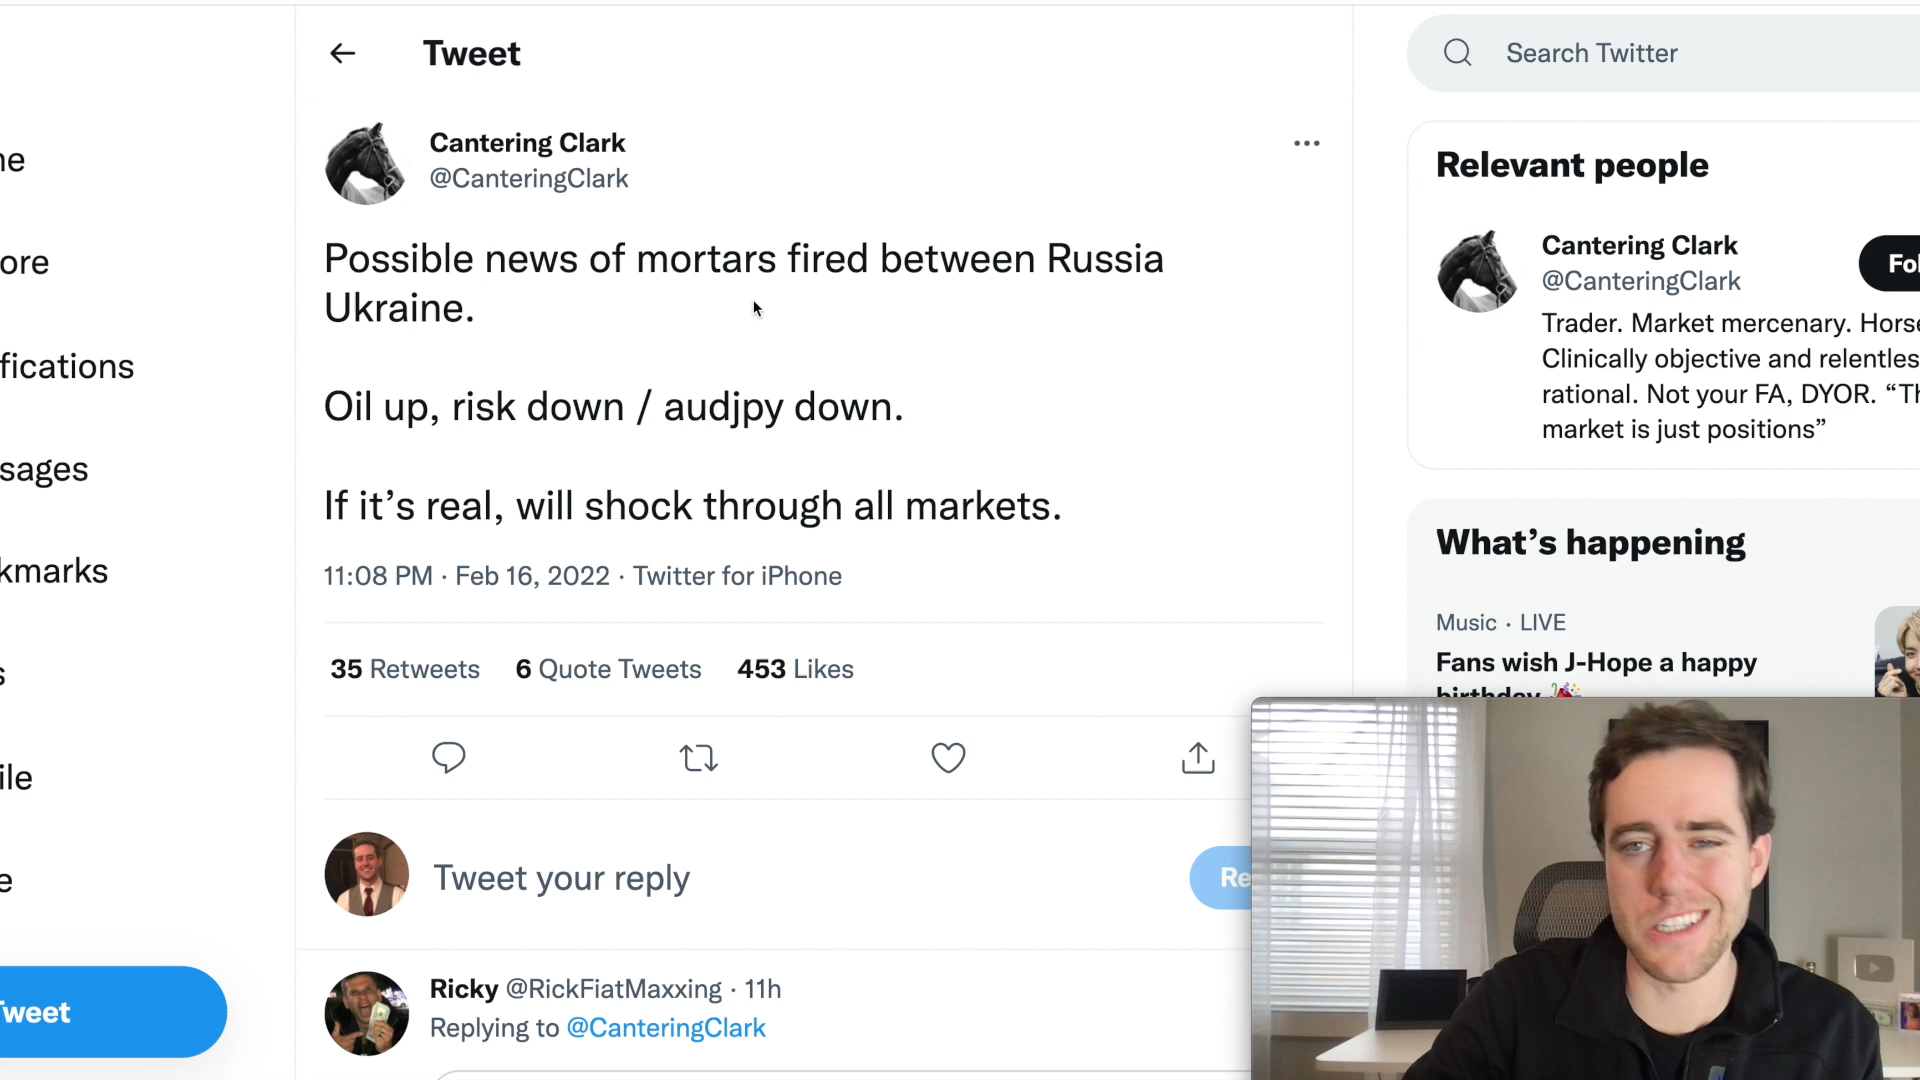 Tweet
Search Twitter
Cantering Clark
@CanteringClark
Possible news of mortars fired between Russia
Ukraine.
Oil up, risk down / audjpy down.
If it's real, will shock through all markets.
11:08 PM · Feb 16, 2022 · Twitter for iPhone
35 Retweets 6 Quote Tweets 453 Likes
Tweet your reply
Re
Ricky @RickFiatMaxxing · 11h
Replying to @CanteringClark
Relevant people
Cantering Clark
@CanteringClark
Fol
Trader. Market mercenary. Horse
Clinically objective and relentles
rational. Not your FA, DYOR. “Th
market is just positions”
What's happening
Music · LIVE
Fans wish J-Hope a happy
birthday
ne
ore
fications
sages
kmarks
s
ile
e
weet